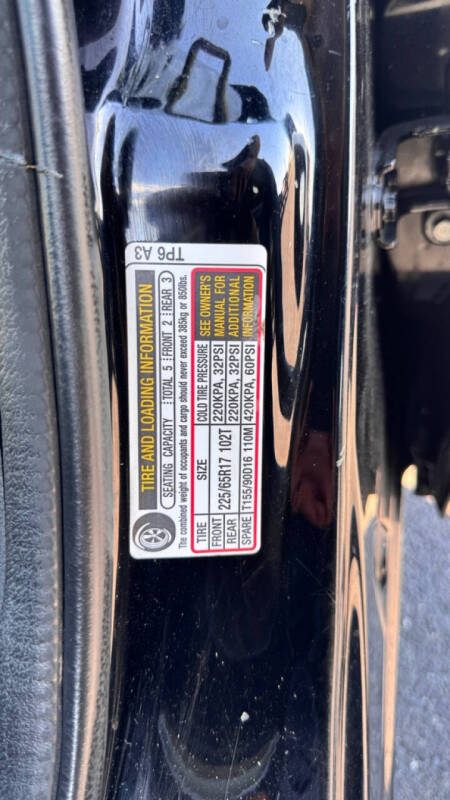 TP6 A3
TIRE AND LOADING INFORMATION
SEATING CAPACITY TOTAL 5 FRONT 2 REAR 3
The combined weight of occupants and cargo should never exceed 385kg or 850lbs.
TIRE SIZE COLD TIRE PRESSURE
FRONT 225/65R17 102T 220KPA, 32PSI
REAR 220KPA, 32PSI
SPARE T155/90D16 110M 420KPA, 60PSI
SEE OWNER'S
MANUAL FOR
ADDITIONAL
INFORMATION